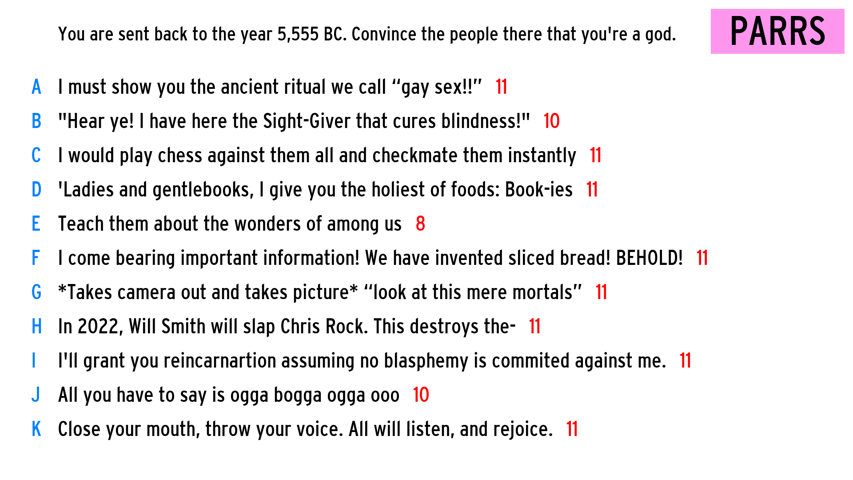 You are sent back to the year 5,555 BC. Convince the people there that you're a god.
PARRS
A I must show you the ancient ritual we call “gay sex!!” 11
B "Hear ye! I have here the Sight-Giver that cures blindness!" 10
C I would play chess against them all and checkmate them instantly 11
D 'Ladies and gentlebooks, I give you the holiest of foods: Book-ies 11
E Teach them about the wonders of among us 8
F I come bearing important information! We have invented sliced bread! BEHOLD! 11
G *Takes camera out and takes picture* “look at this mere mortals” 11
H In 2022, Will Smith will slap Chris Rock. This destroys the- 11
I I'll grant you reincarnartion assuming no blasphemy is commited against me. 11
J All you have to say is ogga bogga ogga ooo 10
K Close your mouth, throw your voice. All will listen, and rejoice. 11